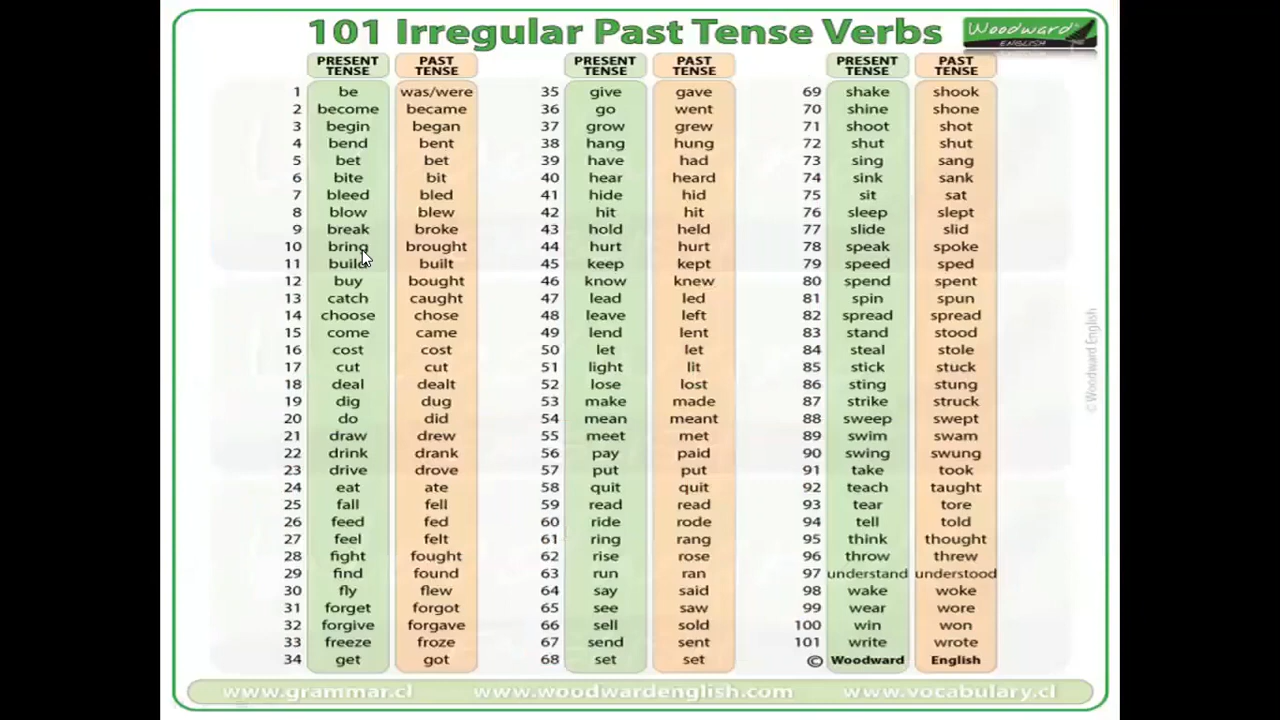 101 Irregular Past Tense Verbs
Woodward
ENGLISH
PRESENT TENSE PAST TENSE
1 be was/were
2 become became
3 begin began
4 bend bent
5 bet bet
6 bite bit
7 bleed bled
8 blow blew
9 break broke
10 bring brought
11 build built
12 buy bought
13 catch caught
14 choose chose
15 come came
16 cost cost
17 cut cut
18 deal dealt
19 dig dug
20 do did
21 draw drew
22 drink drank
23 drive drove
24 eat ate
25 fall fell
26 feed fed
27 feel felt
28 fight fought
29 find found
30 fly flew
31 forget forgot
32 forgive forgave
33 freeze froze
34 get got
PRESENT TENSE PAST TENSE
35 give gave
36 go went
37 grow grew
38 hang hung
39 have had
40 hear heard
41 hide hid
42 hit hit
43 hold held
44 hurt hurt
45 keep kept
46 know knew
47 lead led
48 leave left
49 lend lent
50 let let
51 light lit
52 lose lost
53 make made
54 mean meant
55 meet met
56 pay paid
57 put put
58 quit quit
59 read read
60 ride rode
61 ring rang
62 rise rose
63 run ran
64 say said
65 see saw
66 sell sold
67 send sent
68 set set
PRESENT TENSE PAST TENSE
69 shake shook
70 shine shone
71 shoot shot
72 shut shut
73 sing sang
74 sink sank
75 sit sat
76 sleep slept
77 slide slid
78 speak spoke
79 speed sped
80 spend spent
81 spin spun
82 spread spread
83 stand stood
84 steal stole
85 stick stuck
86 sting stung
87 strike struck
88 sweep swept
89 swim swam
90 swing swung
91 take took
92 teach taught
93 tear tore
94 tell told
95 think thought
96 throw threw
97 understand understood
98 wake woke
99 wear wore
100 win won
101 write wrote
© Woodward English
© Woodward English
www.grammar.cl www.woodwardenglish.com www.vocabulary.cl